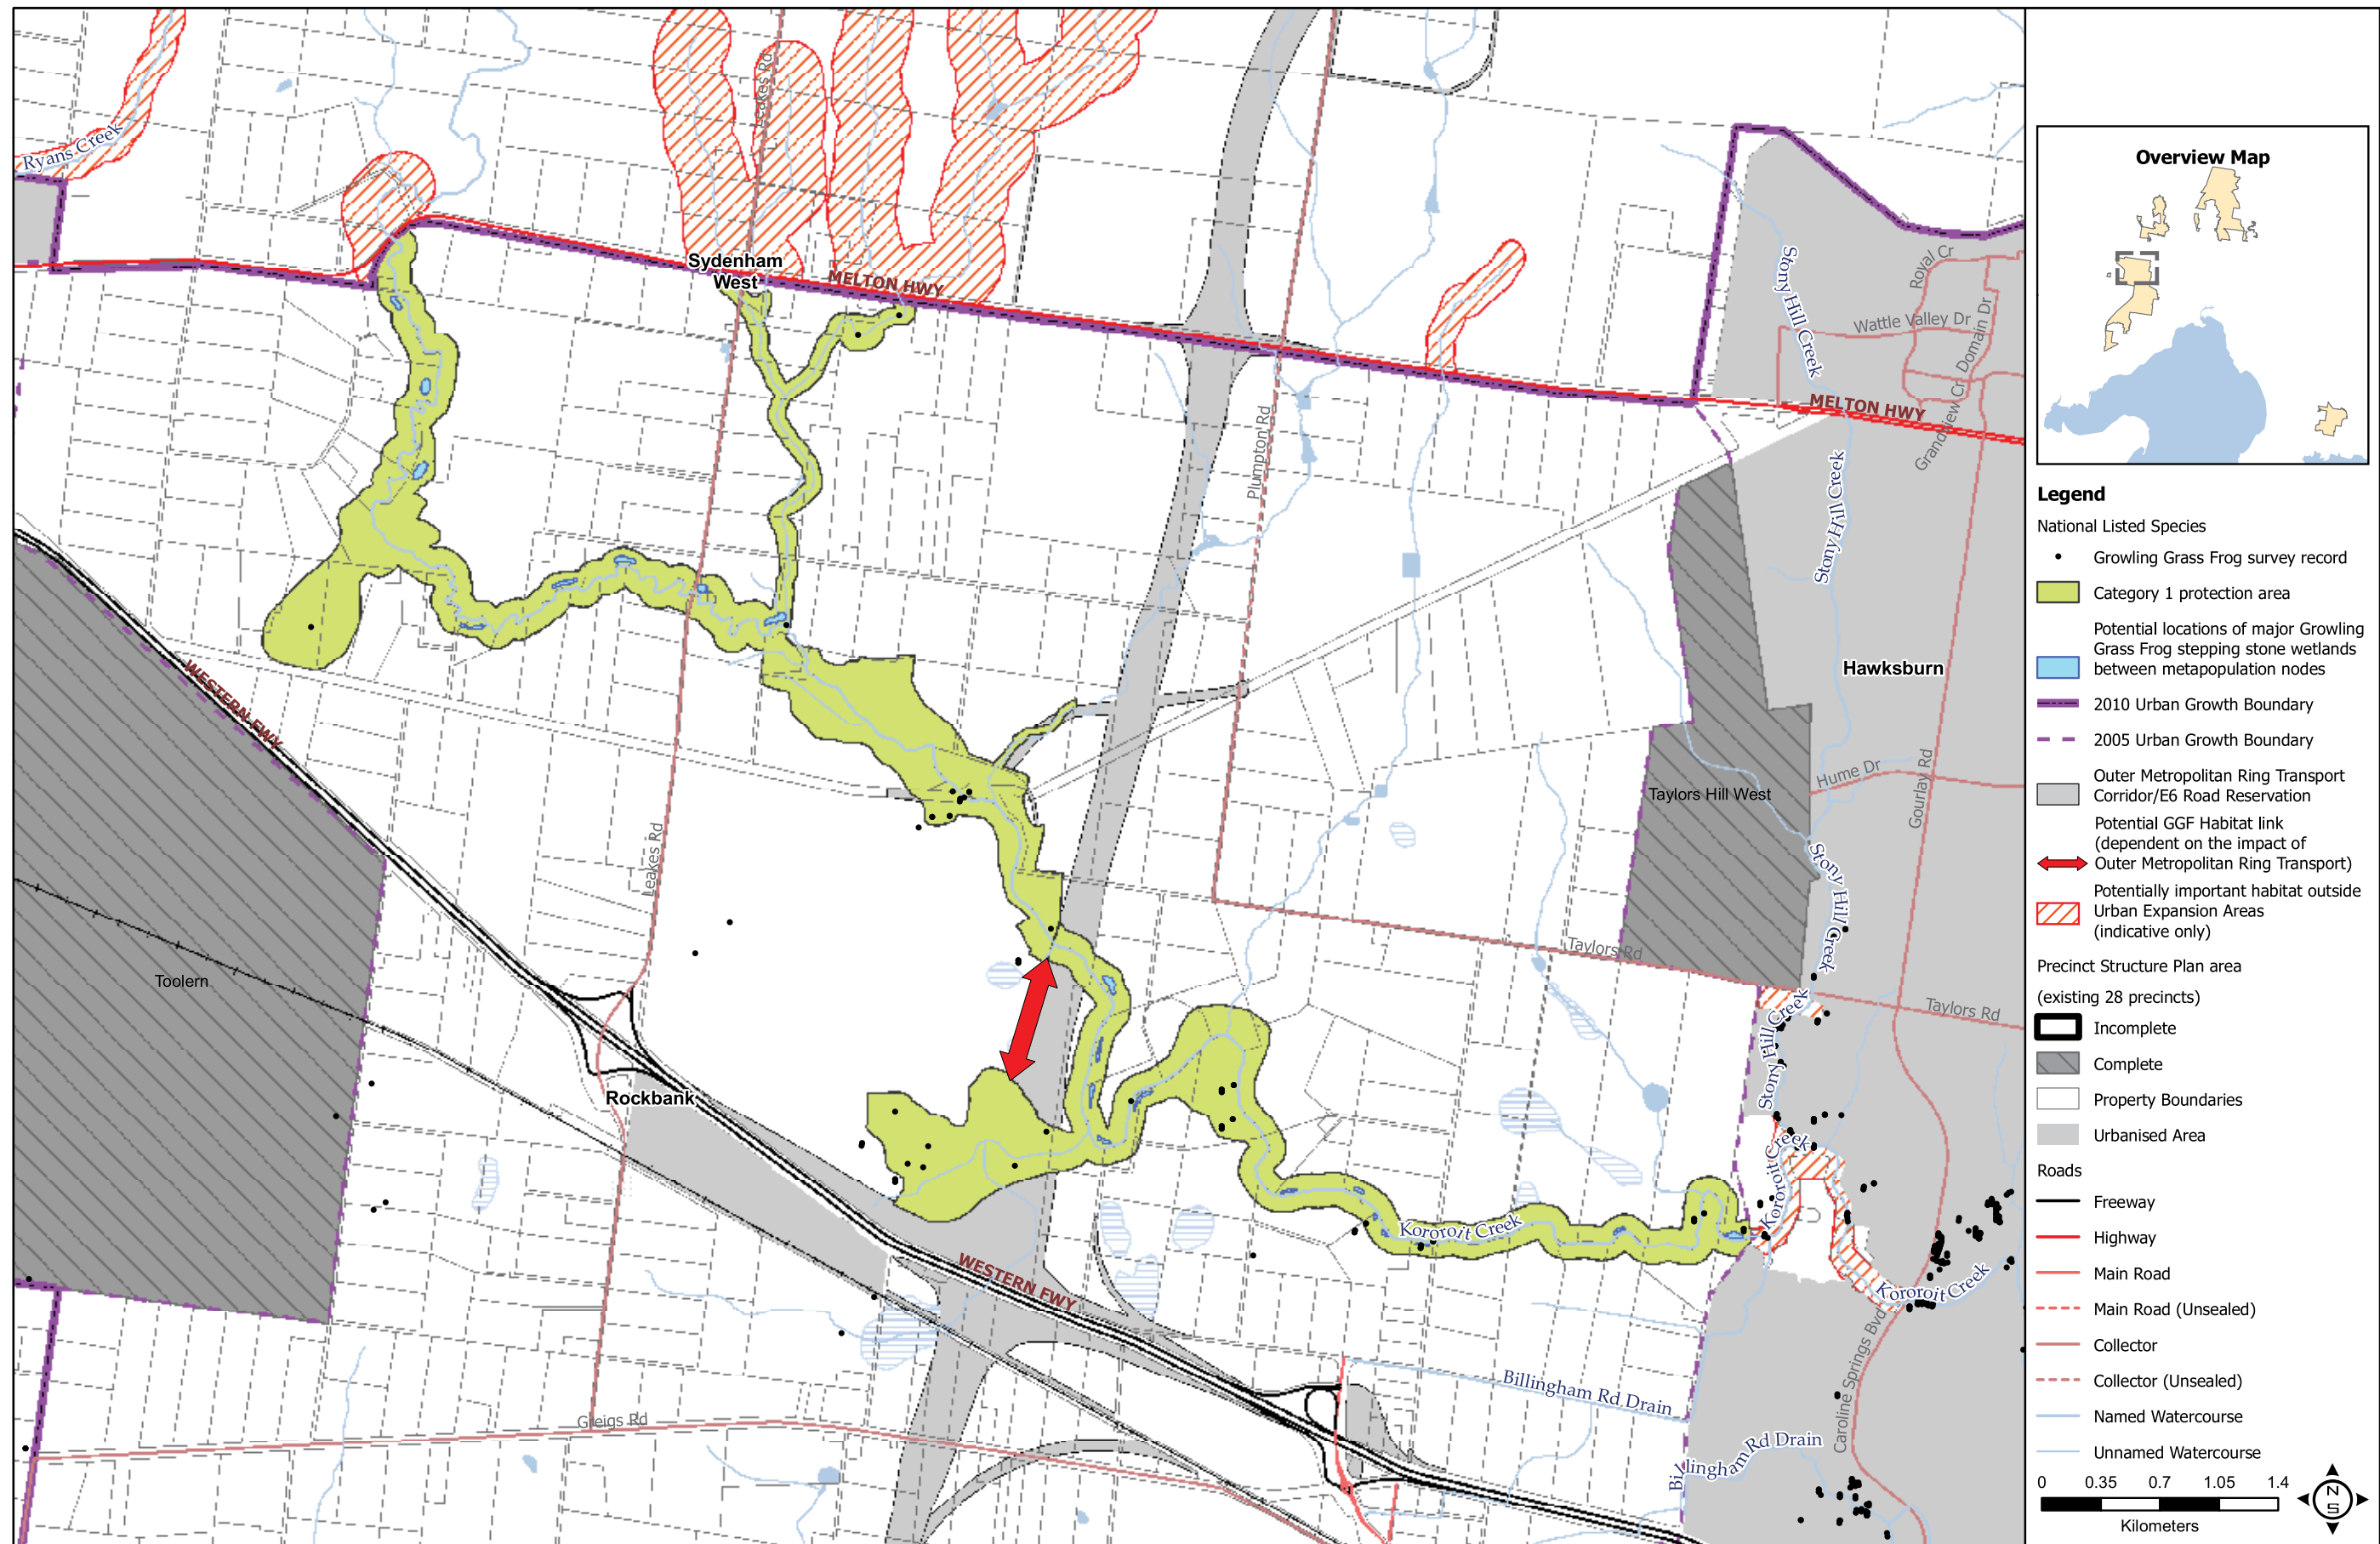 Ryans Creek
Leakes Rd
Sydenham
West
MELTON HWY
Plumpton Rd
Stony Hill Creek
Royal Cr
Wattle Valley Dr
Domain Dr
Grandview Cr
MELTON HWY
Stony Hill Creek
Hawksburn
WESTERN FWY
Taylors Hill West
Hume Dr
Gourlay Rd
Leakes Rd
Stony Hill Creek
Toolern
Taylors Rd
Taylors Rd
Stony Hill Creek
Rockbank
Kororoit Creek
Kororoit Creek
WESTERN FWY
Kororoit Creek
Caroline Springs Bvd
Billingham Rd Drain
Greigs Rd
Billingham Rd Drain
Overview Map
Legend
National Listed Species
Growling Grass Frog survey record
Category 1 protection area
Potential locations of major Growling
Grass Frog stepping stone wetlands
between metapopulation nodes
2010 Urban Growth Boundary
2005 Urban Growth Boundary
Outer Metropolitan Ring Transport
Corridor/E6 Road Reservation
Potential GGF Habitat link
(dependent on the impact of
Outer Metropolitan Ring Transport)
Potentially important habitat outside
Urban Expansion Areas
(indicative only)
Precinct Structure Plan area
(existing 28 precincts)
Incomplete
Complete
Property Boundaries
Urbanised Area
Roads
Freeway
Highway
Main Road
Main Road (Unsealed)
Collector
Collector (Unsealed)
Named Watercourse
Unnamed Watercourse
0 0.35 0.7 1.05 1.4
Kilometers
N
S